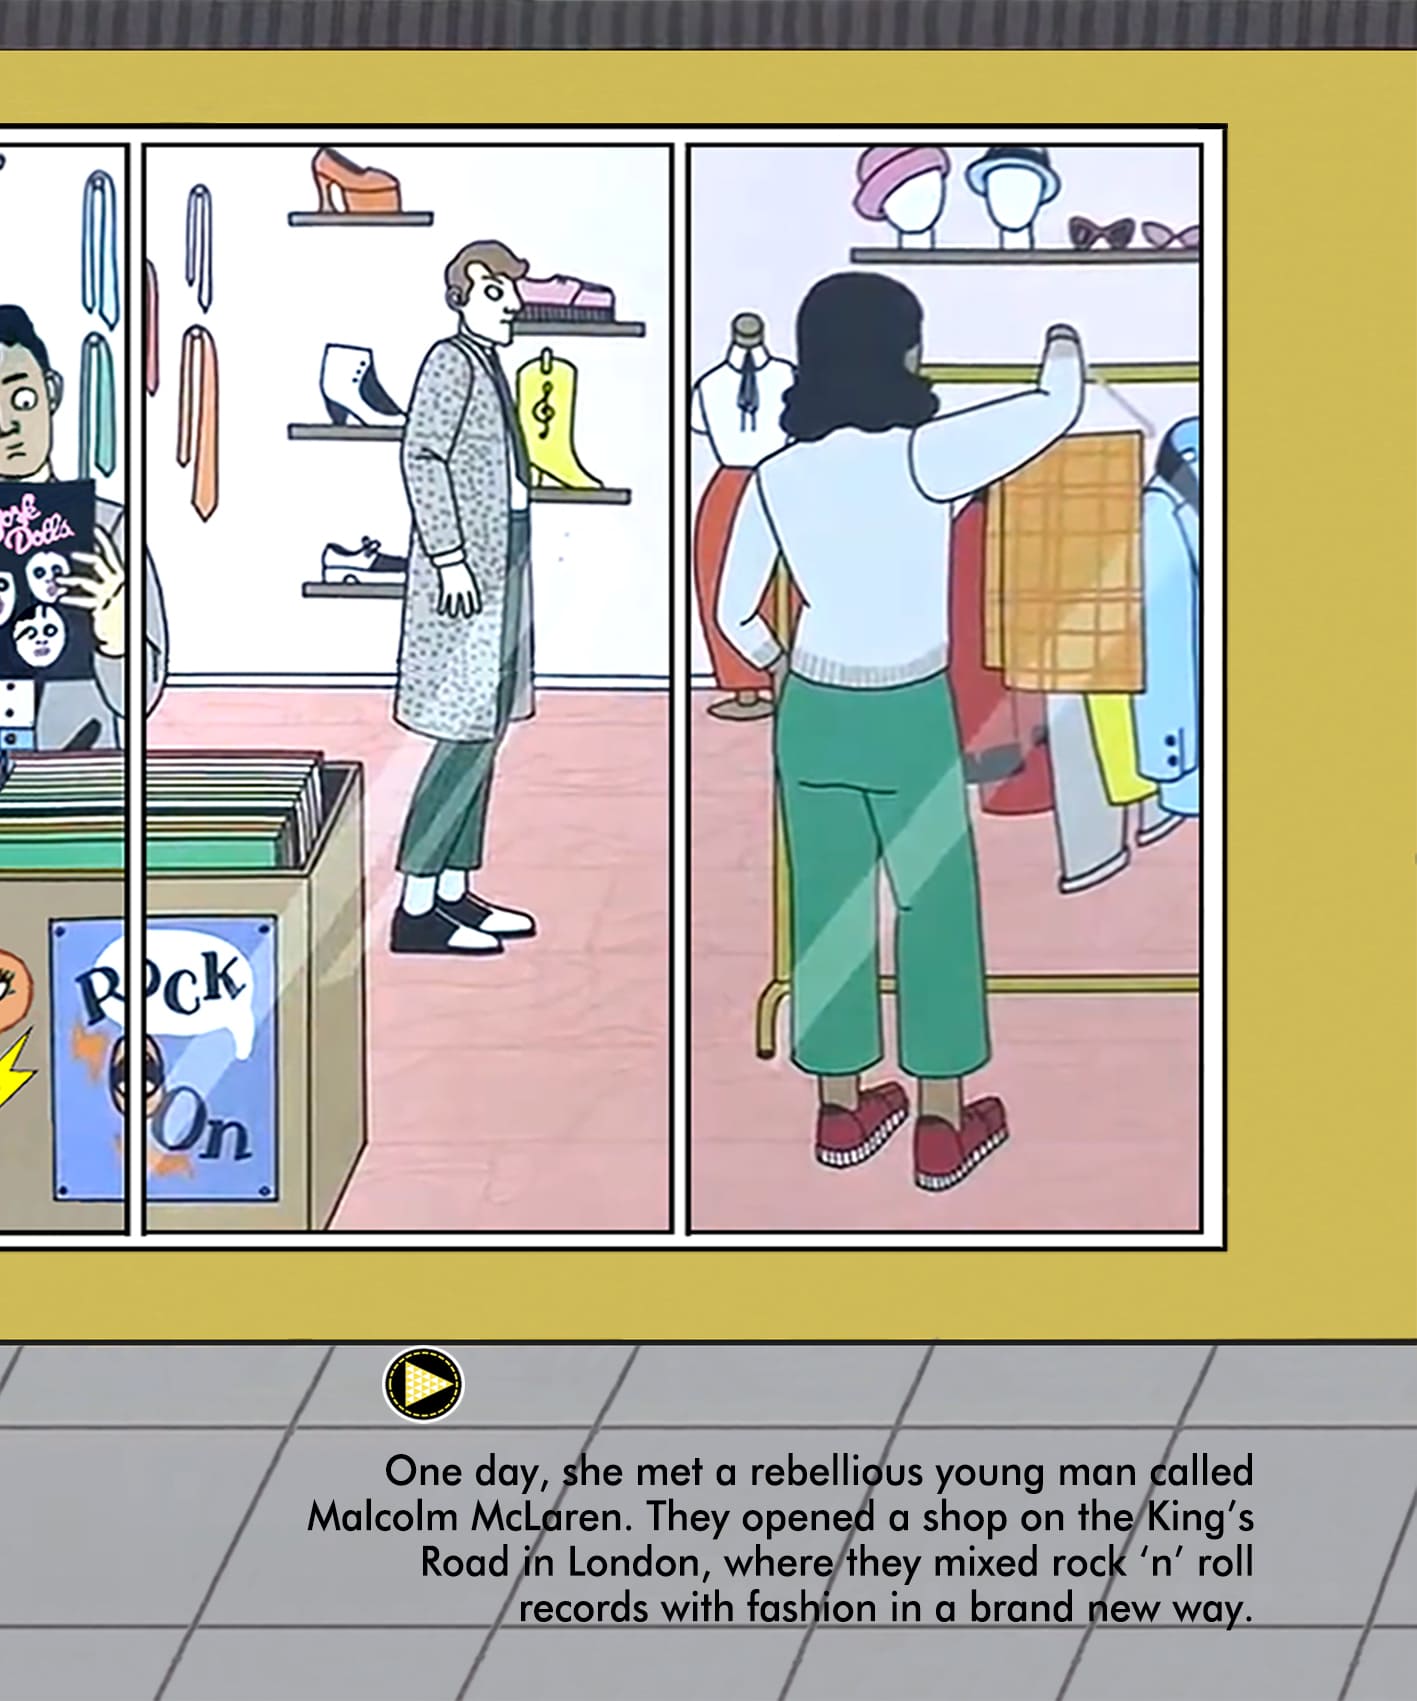 Dolls
Rock
On
One day, she met a rebellious young man called
Malcolm McLaren. They opened a shop on the King’s
Road in London, where they mixed rock ‘n’ roll
records with fashion in a brand new way.